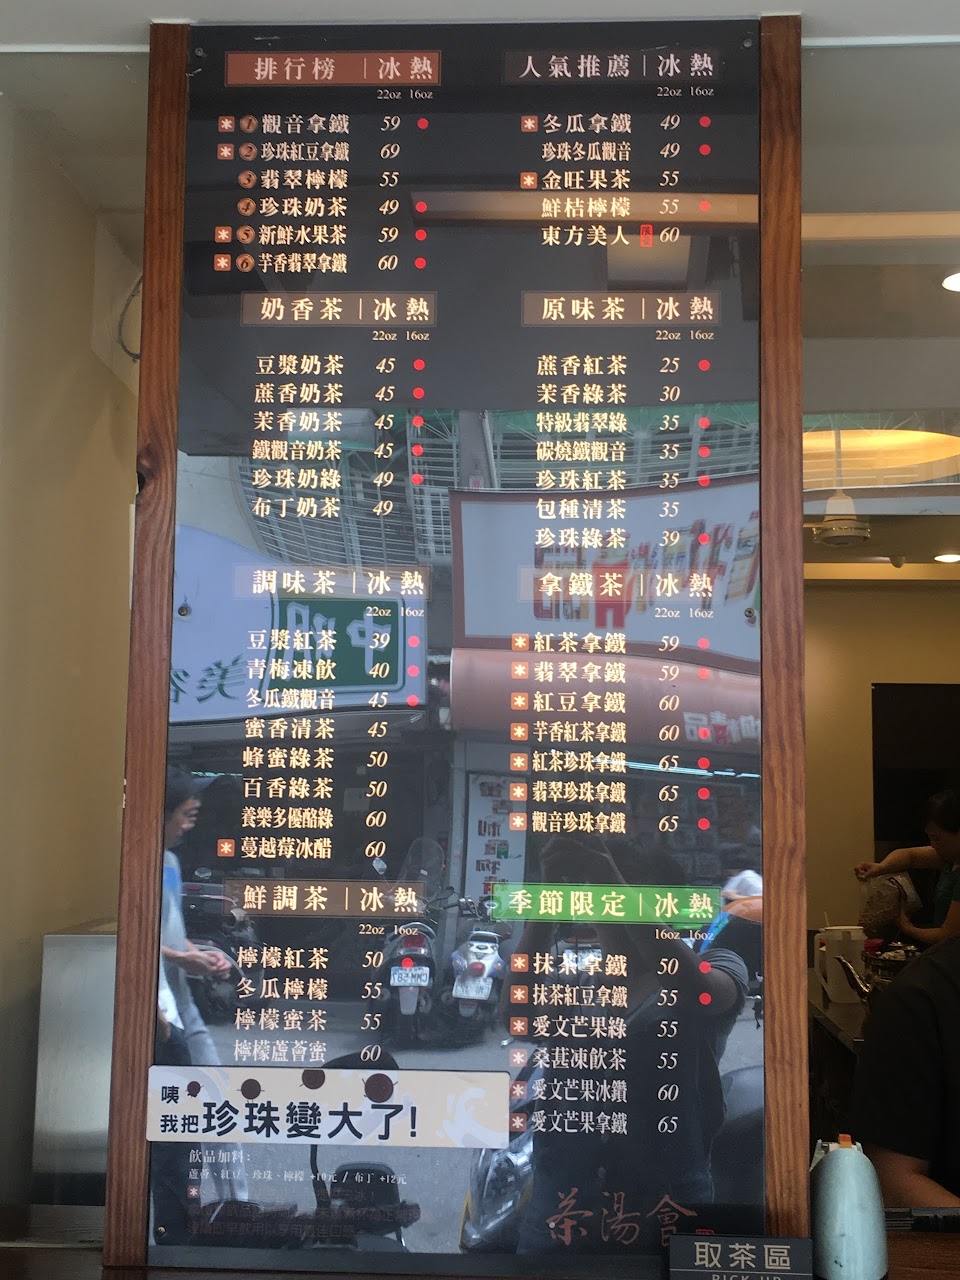 排行榜 | 冰 熱
22oz 16oz
1 觀音拿鐵 59
2 珍珠紅豆拿鐵 69
3 翡翠檸檬 55
4 珍珠奶茶 49
5 新鮮水果茶 59
6 芋香翡翠拿鐵 60
奶香茶 | 冰 熱
22oz 16oz
豆漿奶茶 45
蔗香奶茶 45
茉香奶茶 45
鐵觀音奶茶 45
珍珠奶綠 49
布丁奶茶 49
調味茶 | 冰 熱
22oz 16oz
豆漿紅茶 39
青梅凍飲 40
冬瓜鐵觀音 45
蜜香清茶 45
蜂蜜綠茶 50
百香綠茶 50
養樂多優酪綠 60
蔓越莓冰醋 60
鮮調茶 | 冰 熱
22oz 16oz
檸檬紅茶 50
冬瓜檸檬 55
檸檬蜜茶 55
檸檬蘆薈蜜 60
咦
我把珍珠變大了!
飲品加料:
蘆薈、紅豆、珍珠、檸檬 +10元 / 布丁 +12元
人氣推薦 | 冰 熱
22oz 16oz
冬瓜拿鐵 49
珍珠冬瓜觀音 49
金旺果茶 55
鮮桔檸檬 55
東方美人 60
原味茶 | 冰 熱
22oz 16oz
蔗香紅茶 25
茉香綠茶 30
特級翡翠綠 35
碳燒鐵觀音 35
珍珠紅茶 35
包種清茶 35
珍珠綠茶 39
拿鐵茶 | 冰 熱
22oz 16oz
紅茶拿鐵 59
翡翠拿鐵 59
紅豆拿鐵 60
芋香紅茶拿鐵 60
紅茶珍珠拿鐵 65
翡翠珍珠拿鐵 65
觀音珍珠拿鐵 65
季節限定 | 冰 熱
16oz 16oz
抹茶拿鐵 50
抹茶紅豆拿鐵 55
愛文芒果綠 55
桑葚凍飲茶 55
愛文芒果冰鑽 60
愛文芒果拿鐵 65
茶湯會
取茶區
PICK UP